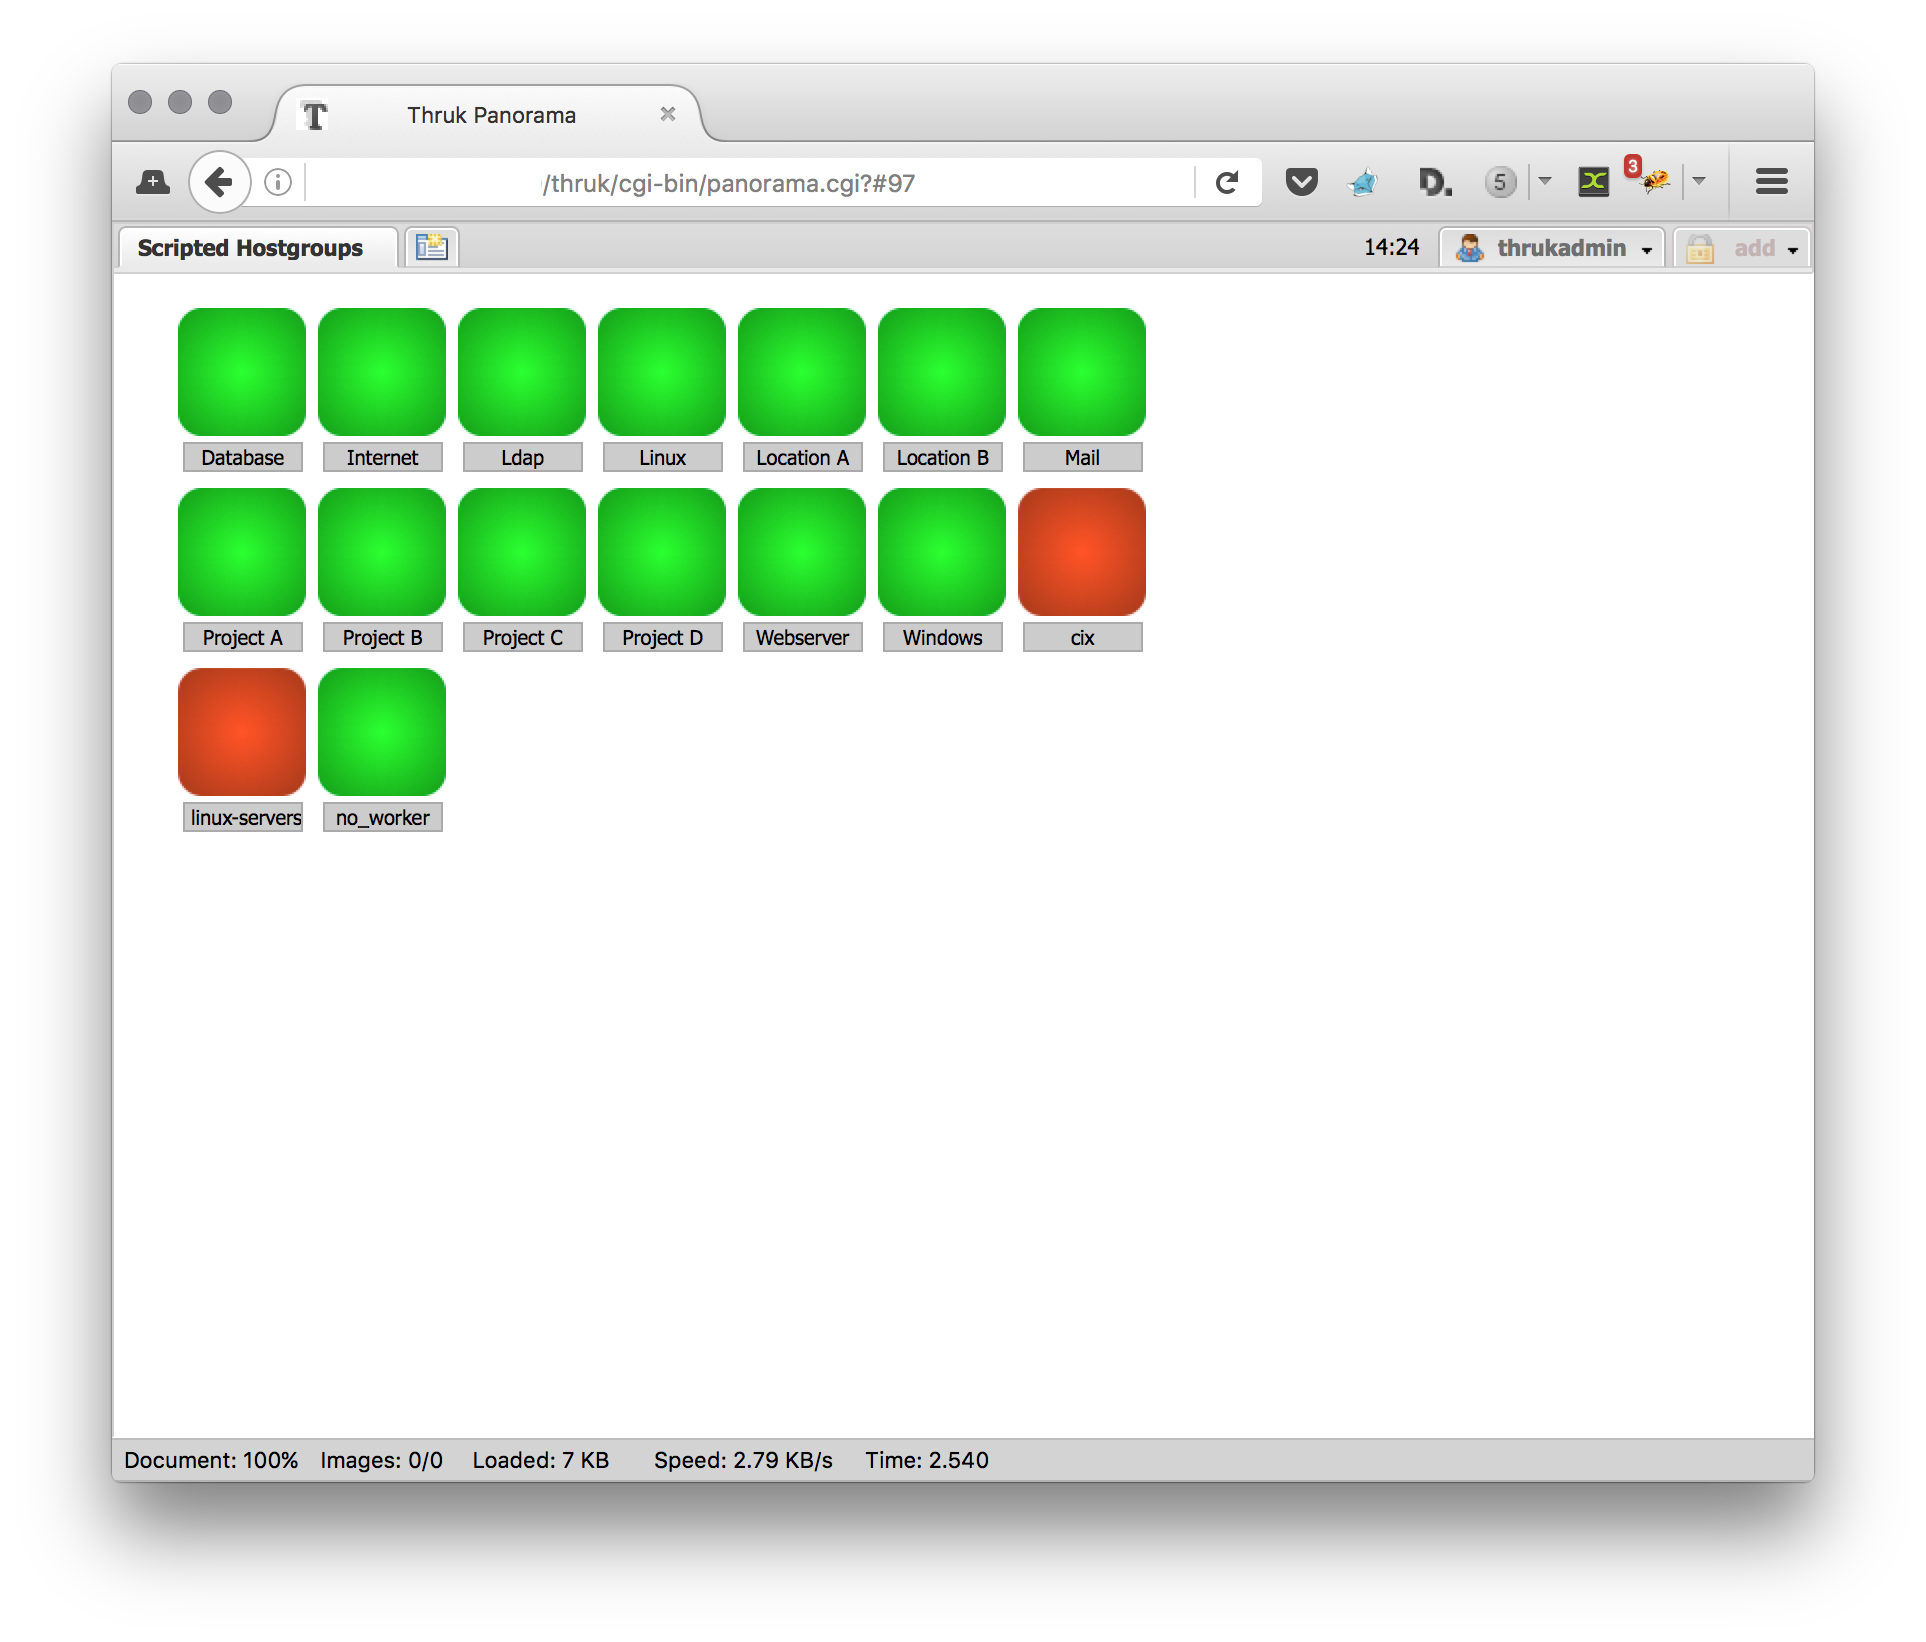 Thruk Panorama
/thruk/cgi-bin/panorama.cgi?#97
D.
5
3
Scripted Hostgroups
14:24
thrukadmin
add
Database
Internet
Ldap
Linux
Location A
Location B
Mail
Project A
Project B
Project C
Project D
Webserver
Windows
cix
linux-servers
no_worker
Document: 100% Images: 0/0 Loaded: 7 KB Speed: 2.79 KB/s Time: 2.540